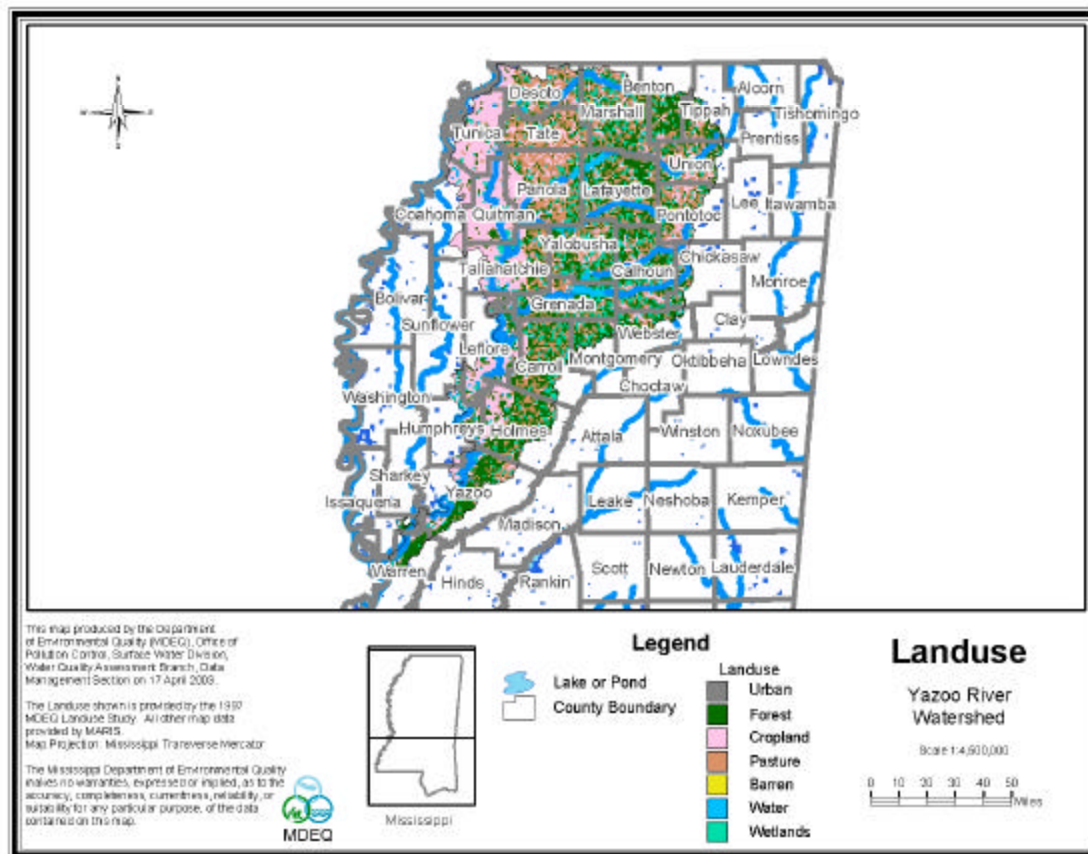 Desoto
Benton
Alcorn
Marshall
Tippah
Tishomingo
Tunica
Tate
Prentiss
Union
Panola
Lafayette
Coahoma
Quitman
Pontotoc
Lee
Itawamba
Yalobusha
Tallahatchie
Calhoun
Chickasaw
Monroe
Bolivar
Grenada
Sunflower
Webster
Clay
Leflore
Carroll
Montgomery
Oktibbeha
Lowndes
Choctaw
Washington
Humphreys
Holmes
Attala
Winston
Noxubee
Sharkey
Issaquena
Yazoo
Leake
Neshoba
Kemper
Madison
Warren
Hinds
Rankin
Scott
Newton
Lauderdale
This map produced by the Department
of Environmental Quality (MDEQ), Office of
Pollution Control, Surface Water Division,
Water Quality Assessment Branch, Data
Management Section on 17 April 2003.
The Landuse shown is provided by the 1997
MDEQ Landuse Study. All other map data
provided by MARIS.
Map Projection: Mississippi Transverse Mercator
The Mississippi Department of Environmental Quality
makes no warranties, expressed or implied, as to the
accuracy, completeness, currentness, reliability, or
suitability for any particular purpose, of the data
contained on this map.
MDEQ
Mississippi
Legend
Lake or Pond
County Boundary
Landuse
Urban
Forest
Cropland
Pasture
Barren
Water
Wetlands
Landuse
Yazoo River
Watershed
Scale 1:4,500,000
0 10 20 30 40 50
Miles